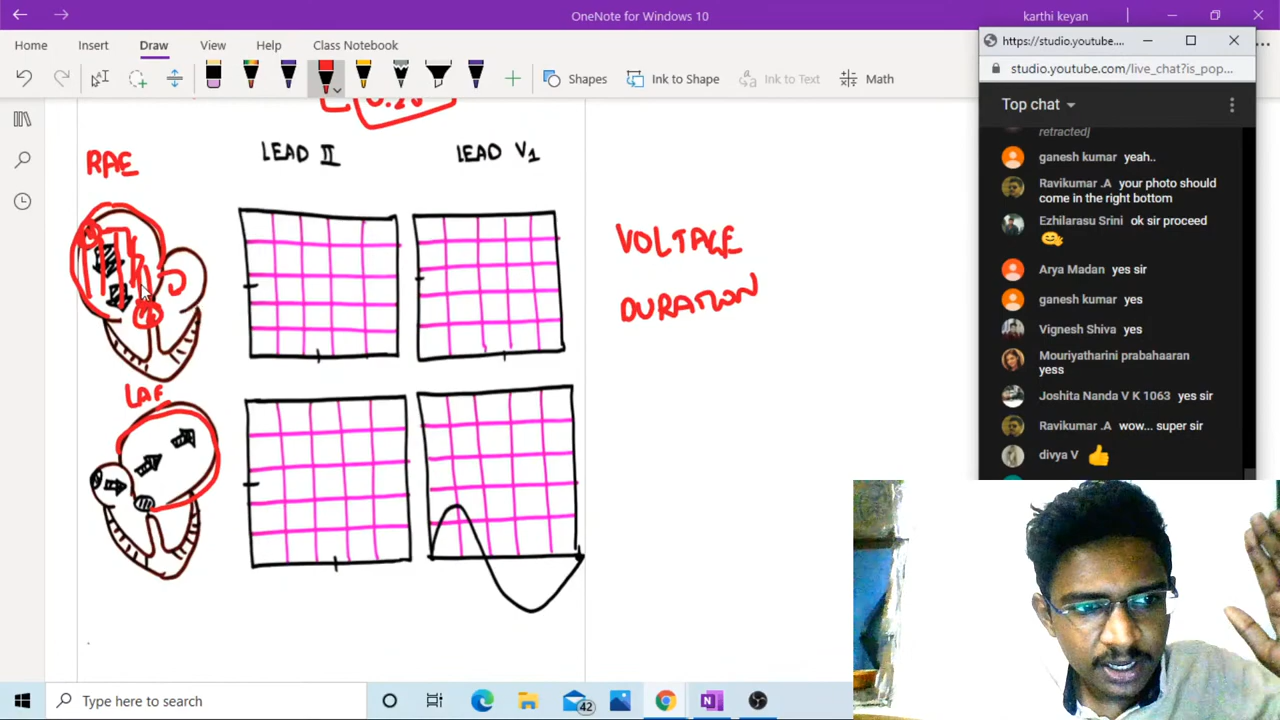 OneNote for Windows 10
karthi keyan
Home Insert Draw View Help Class Notebook
Shapes Ink to Shape Ink to Text Math
LEAD II LEAD V1
RAE
VOLTAGE
DURATION
LAE
https://studio.youtube....
studio.youtube.com/live_chat?is_pop...
Top chat
retracted]
ganesh kumar yeah..
Ravikumar .A your photo should
come in the right bottom
Ezhilarasu Srini ok sir proceed
Arya Madan yes sir
ganesh kumar yes
Vignesh Shiva yes
Mouriyatharini prabahaaran
yess
Joshita Nanda V K 1063 yes sir
Ravikumar .A wow... super sir
divya V
Type here to search
42